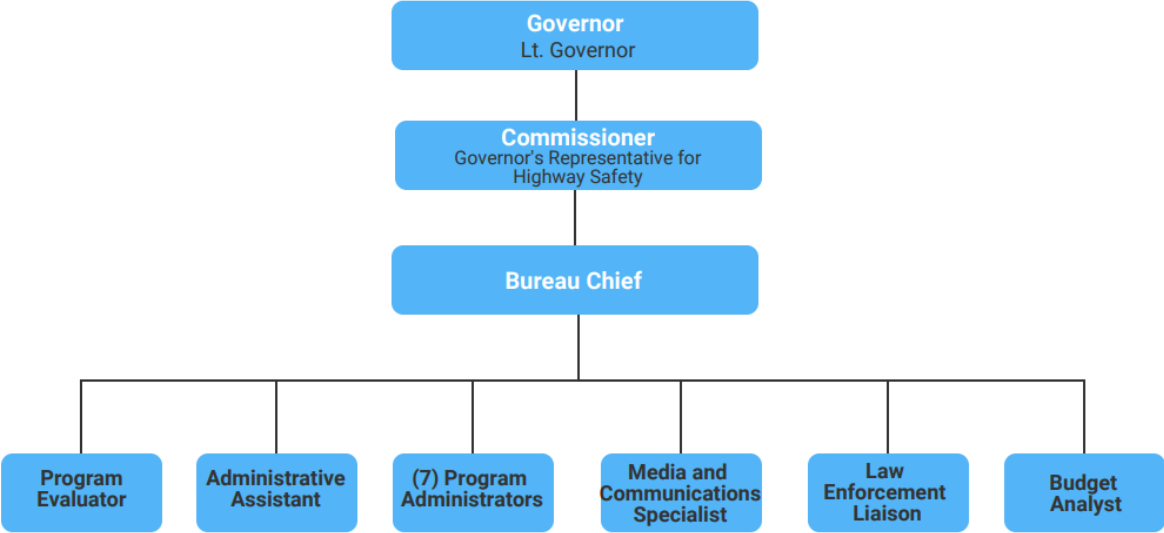 Governor
Lt. Governor
Commissioner
Governor's Representative for
Highway Safety
Bureau Chief
Program
Evaluator
Administrative
Assistant
(7) Program
Administrators
Media and
Communications
Specialist
Law
Enforcement
Liaison
Budget
Analyst